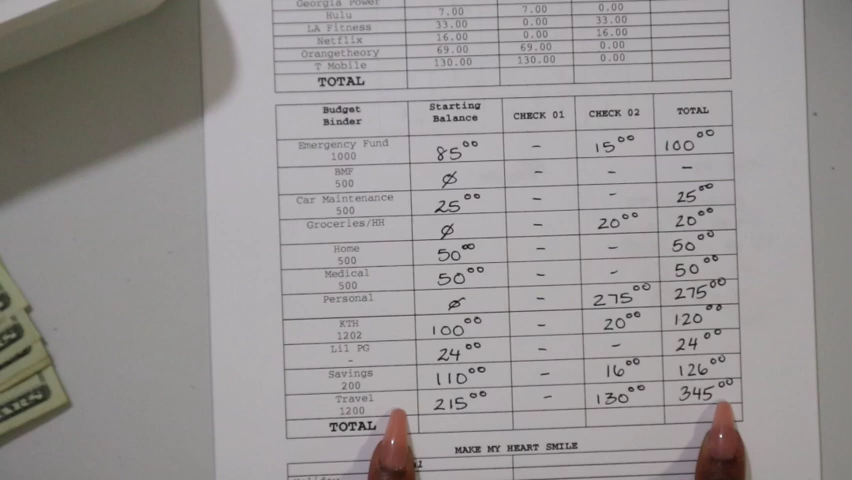 Georgia Power
Hulu 7.00 7.00 0.00
LA Fitness 33.00 0.00 33.00
Netflix 16.00 0.00 16.00
Orangetheory 69.00 69.00 0.00
T Mobile 130.00 130.00 0.00
TOTAL
Budget Binder Starting Balance CHECK 01 CHECK 02 TOTAL
Emergency Fund 1000 85⁰⁰ - 15⁰⁰ 100⁰⁰
BMF 500 ∅ - - -
Car Maintenance 500 25⁰⁰ - - 25⁰⁰
Groceries/HH ∅ - 20⁰⁰ 20⁰⁰
Home 500 50⁰⁰ - - 50⁰⁰
Medical 500 50⁰⁰ - - 50⁰⁰
Personal ∅ - 275⁰⁰ 275⁰⁰
KTH 1202 100⁰⁰ - 20⁰⁰ 120⁰⁰
Lil PG - 24⁰⁰ - - 24⁰⁰
Savings 200 110⁰⁰ - 16⁰⁰ 126⁰⁰
Travel 1200 215⁰⁰ - 130⁰⁰ 345⁰⁰
TOTAL
MAKE MY HEART SMILE